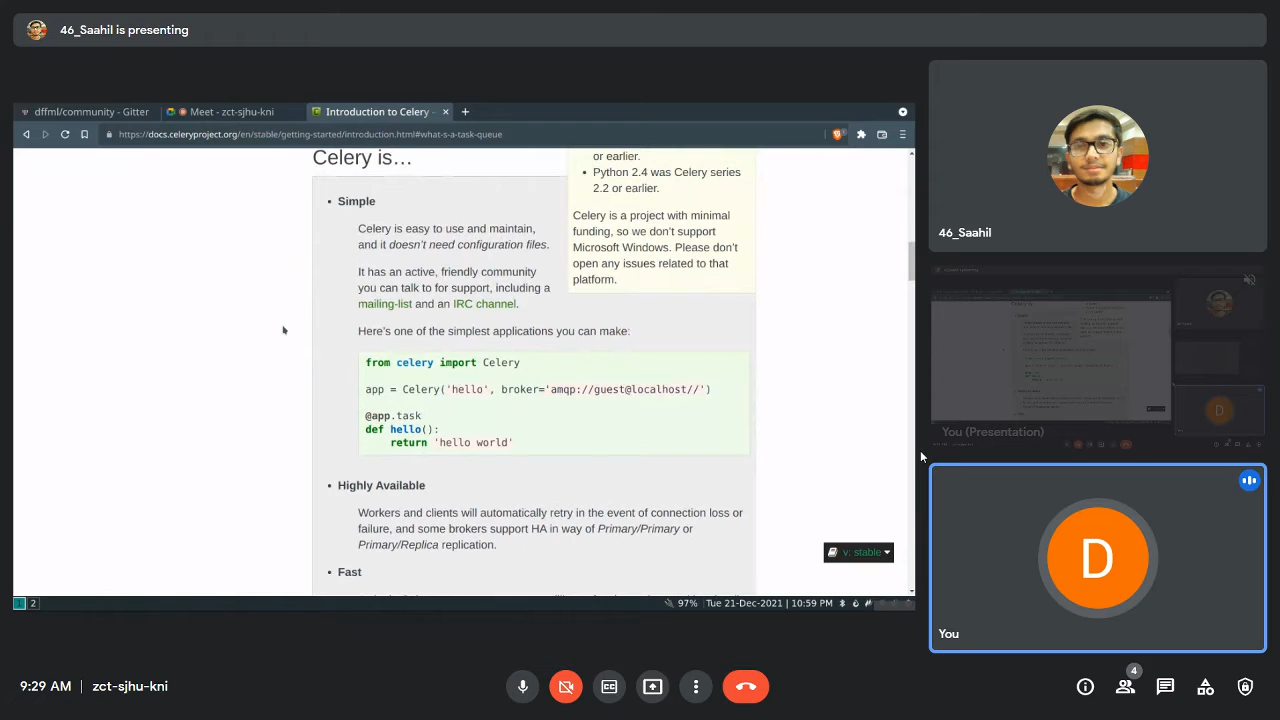 46_Saahil is presenting
dffml/community - Gitter
Meet - zct-sjhu-kni
Introduction to Celery -
https://docs.celeryproject.org/en/stable/getting-started/introduction.html#what-s-a-task-queue
Celery is…
or earlier.
• Python 2.4 was Celery series
2.2 or earlier.
Celery is a project with minimal
funding, so we don't support
Microsoft Windows. Please don't
open any issues related to that
platform.
• Simple
Celery is easy to use and maintain,
and it doesn't need configuration files.
It has an active, friendly community
you can talk to for support, including a
mailing-list and an IRC channel.
Here's one of the simplest applications you can make:
from celery import Celery
app = Celery('hello', broker='amqp://guest@localhost//')
@app.task
def hello():
return 'hello world'
• Highly Available
Workers and clients will automatically retry in the event of connection loss or
failure, and some brokers support HA in way of Primary/Primary or
Primary/Replica replication.
• Fast
v: stable
1 2
97% Tue 21-Dec-2021 | 10:59 PM
46_Saahil
You (Presentation)
D
D
You
9:29 AM | zct-sjhu-kni
4